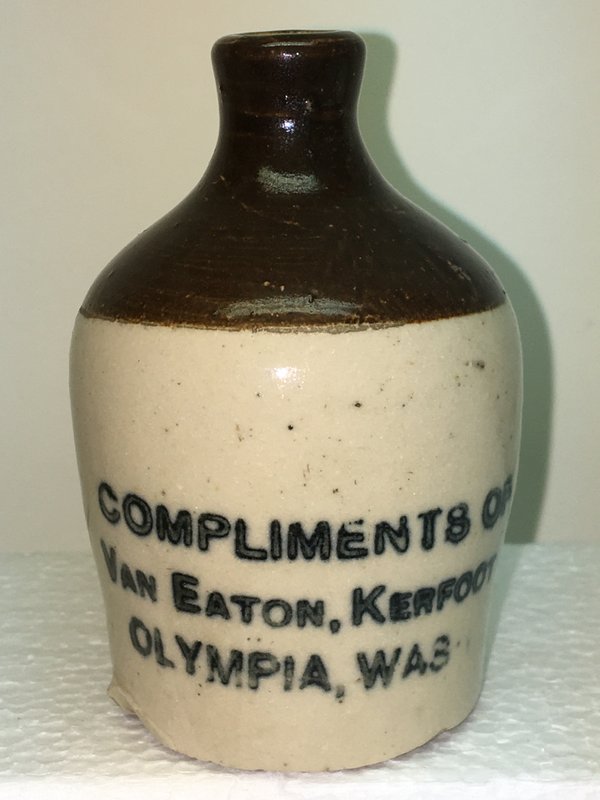 COMPLIMENTS OF
VAN EATON, KERFOOT
OLYMPIA, WAS